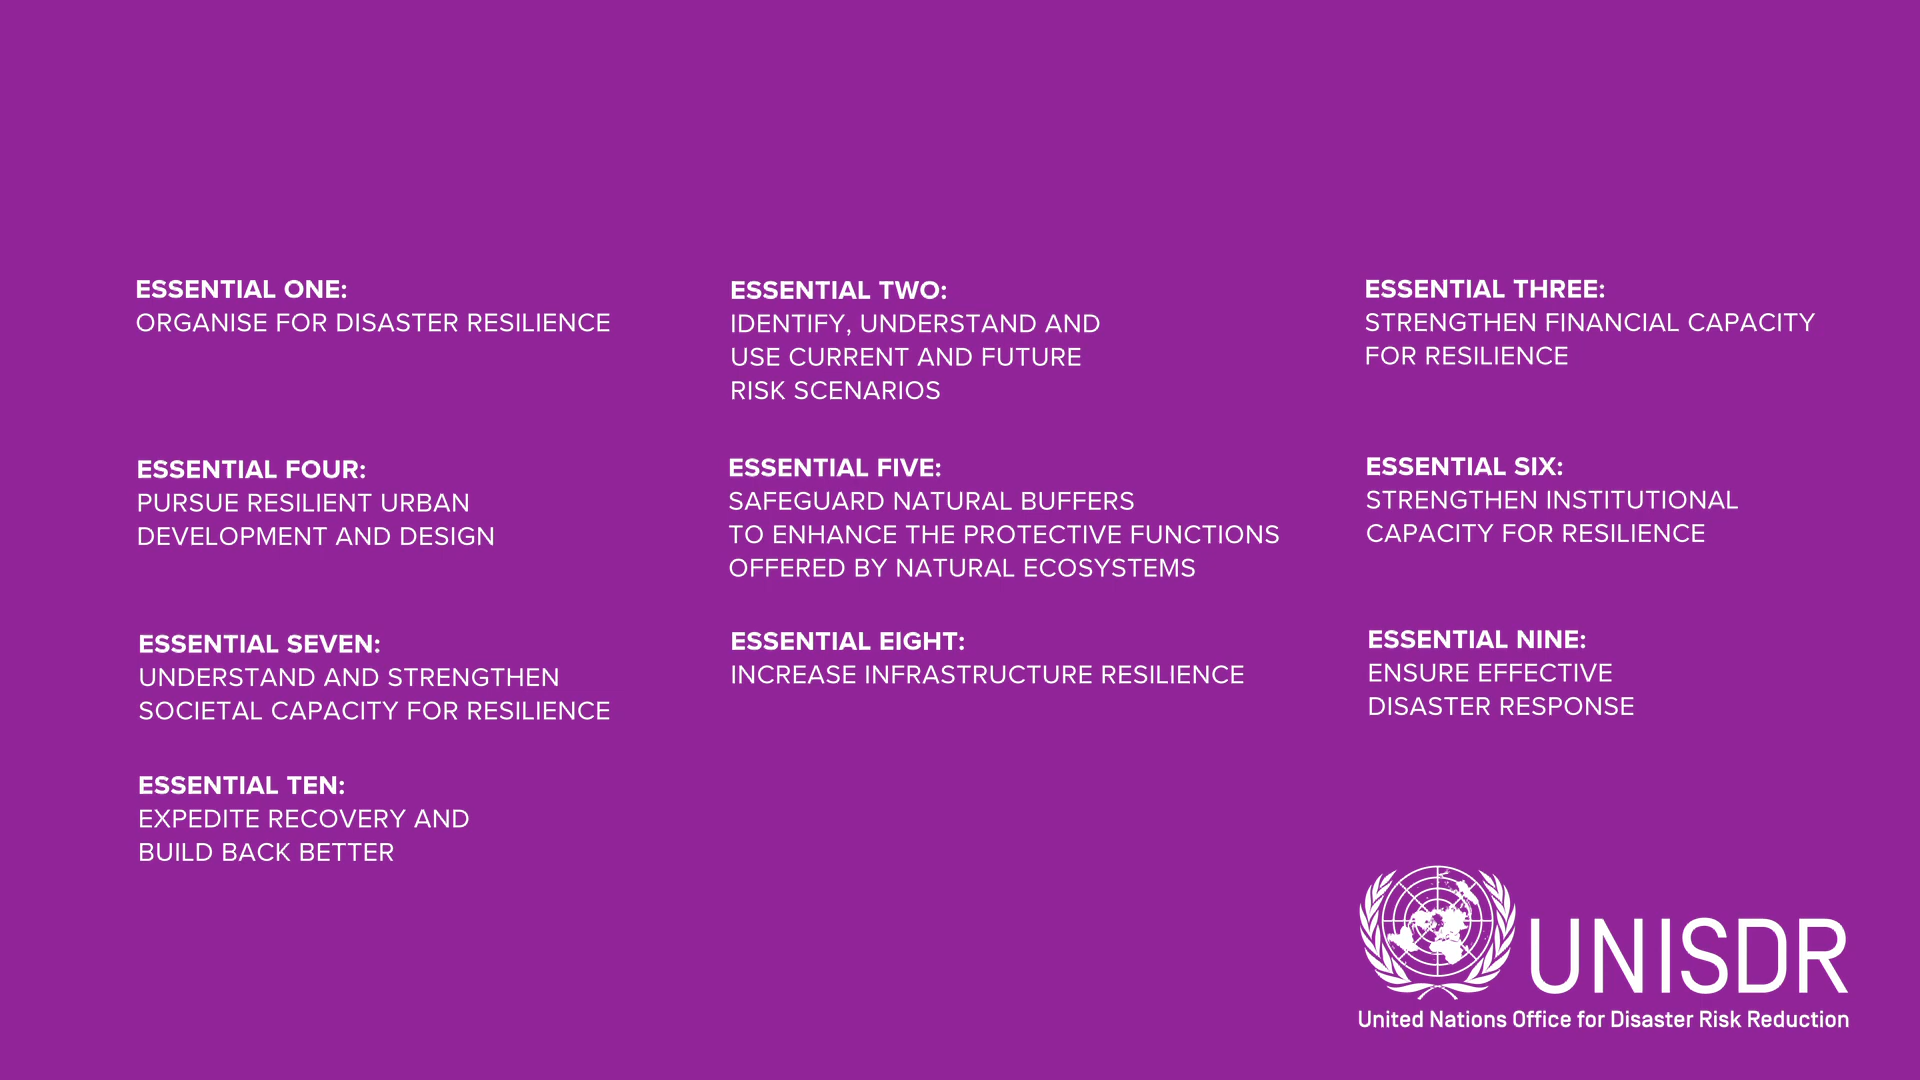 ESSENTIAL ONE:
ORGANISE FOR DISASTER RESILIENCE
ESSENTIAL TWO:
IDENTIFY, UNDERSTAND AND
USE CURRENT AND FUTURE
RISK SCENARIOS
ESSENTIAL THREE:
STRENGTHEN FINANCIAL CAPACITY
FOR RESILIENCE
ESSENTIAL FOUR:
PURSUE RESILIENT URBAN
DEVELOPMENT AND DESIGN
ESSENTIAL FIVE:
SAFEGUARD NATURAL BUFFERS
TO ENHANCE THE PROTECTIVE FUNCTIONS
OFFERED BY NATURAL ECOSYSTEMS
ESSENTIAL SIX:
STRENGTHEN INSTITUTIONAL
CAPACITY FOR RESILIENCE
ESSENTIAL SEVEN:
UNDERSTAND AND STRENGTHEN
SOCIETAL CAPACITY FOR RESILIENCE
ESSENTIAL EIGHT:
INCREASE INFRASTRUCTURE RESILIENCE
ESSENTIAL NINE:
ENSURE EFFECTIVE
DISASTER RESPONSE
ESSENTIAL TEN:
EXPEDITE RECOVERY AND
BUILD BACK BETTER
UNISDR
United Nations Office for Disaster Risk Reduction